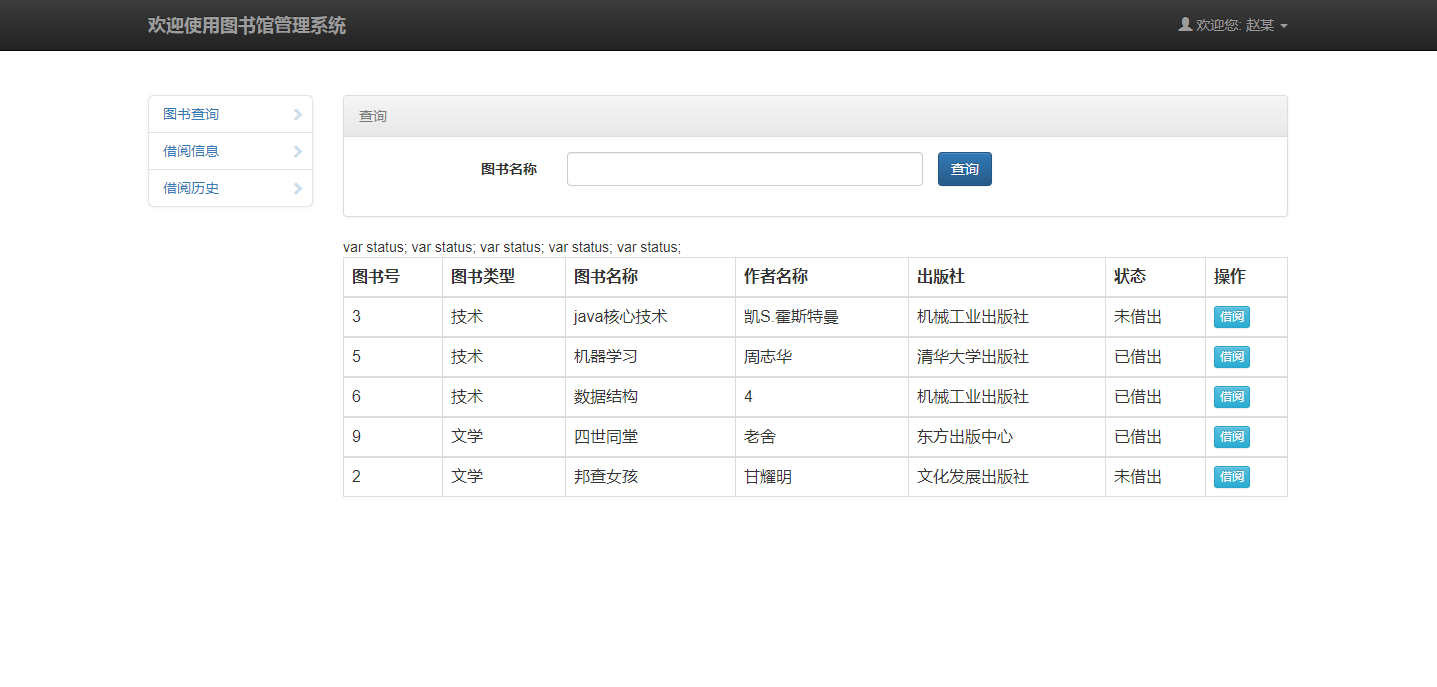 欢迎使用图书馆管理系统 欢迎您: 赵某
图书查询
借阅信息
借阅历史
查询
图书名称 查询
var status; var status; var status; var status; var status;
图书号 图书类型 图书名称 作者名称 出版社 状态 操作
3 技术 java核心技术 凯S.霍斯特曼 机械工业出版社 未借出 借阅
5 技术 机器学习 周志华 清华大学出版社 已借出 借阅
6 技术 数据结构 4 机械工业出版社 已借出 借阅
9 文学 四世同堂 老舍 东方出版中心 已借出 借阅
2 文学 邦查女孩 甘耀明 文化发展出版社 未借出 借阅